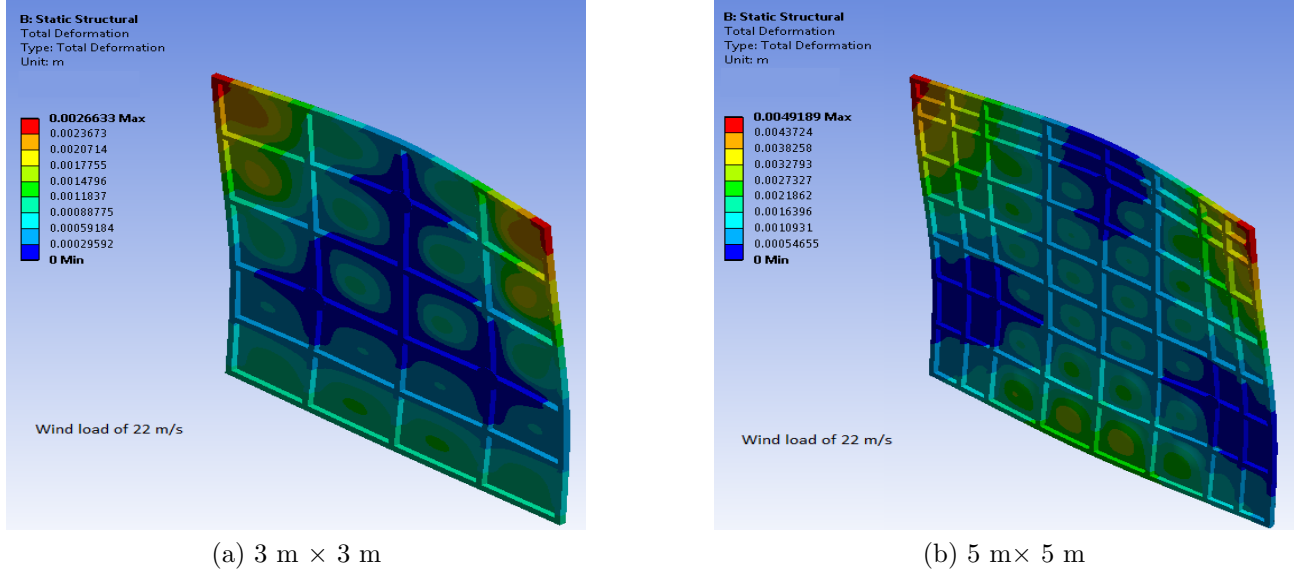 B: Static Structural
Total Deformation
Type: Total Deformation
Unit: m
0.0026633 Max
0.0023673
0.0020714
0.0017755
0.0014796
0.0011837
0.00088775
0.00059184
0.00029592
0 Min
Wind load of 22 m/s
(a) 3 m × 3 m
B: Static Structural
Total Deformation
Type: Total Deformation
Unit: m
0.0049189 Max
0.0043724
0.0038258
0.0032793
0.0027327
0.0021862
0.0016396
0.0010931
0.00054655
0 Min
Wind load of 22 m/s
(b) 5 m× 5 m